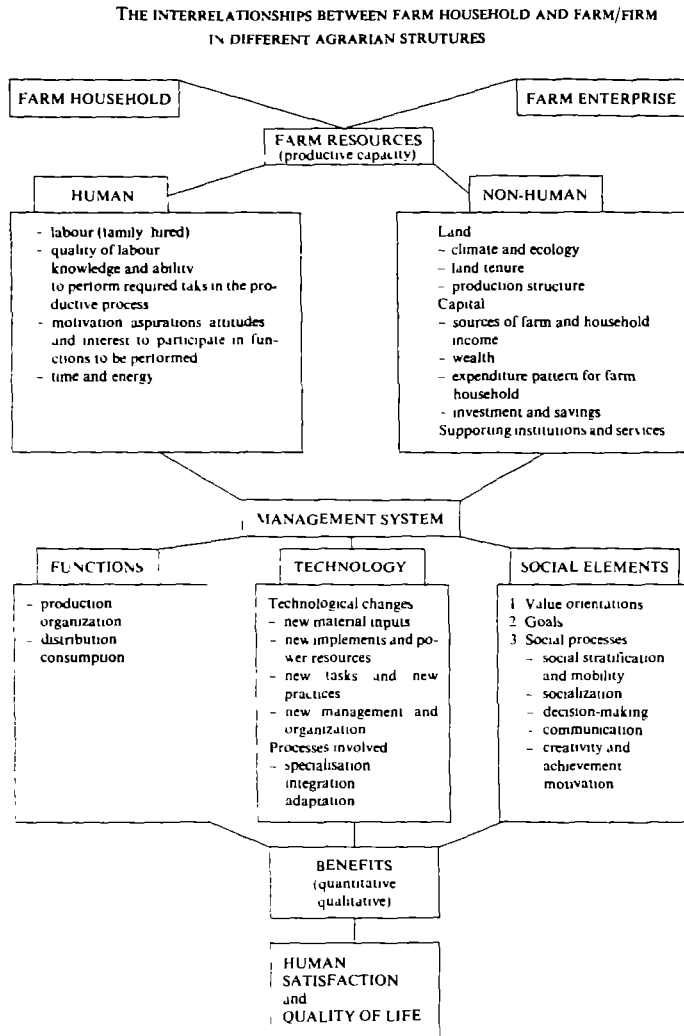 THE INTERRELATIONSHIPS BETWEEN FARM HOUSEHOLD AND FARM/FIRM
IN DIFFERENT AGRARIAN STRUTURES
FARM HOUSEHOLD
FARM ENTERPRISE
FARM RESOURCES
(productive capacity)
HUMAN
- labour (family hired)
- quality of labour
knowledge and ability
to perform required taks in the pro-
ductive process
- motivation aspirations attitudes
and interest to participate in func-
tions to be performed
- time and energy
NON-HUMAN
Land
- climate and ecology
- land tenure
- production structure
Capital
- sources of farm and household
income
- wealth
- expenditure pattern for farm
household
- investment and savings
Supporting institutions and services
MANAGEMENT SYSTEM
FUNCTIONS
- production
organization
- distribution
consumption
TECHNOLOGY
Technological changes
- new material inputs
- new implements and po-
wer resources
- new tasks and new
practices
- new management and
organization
Processes involved
- specialisation
integration
adaptation
SOCIAL ELEMENTS
1 Value orientations
2 Goals
3 Social processes
- social stratification
and mobility
- socialization
- decision-making
- communication
- creativity and
achievement
motivation
BENEFITS
(quantitative
qualitative)
HUMAN
SATISFACTION
and
QUALITY OF LIFE